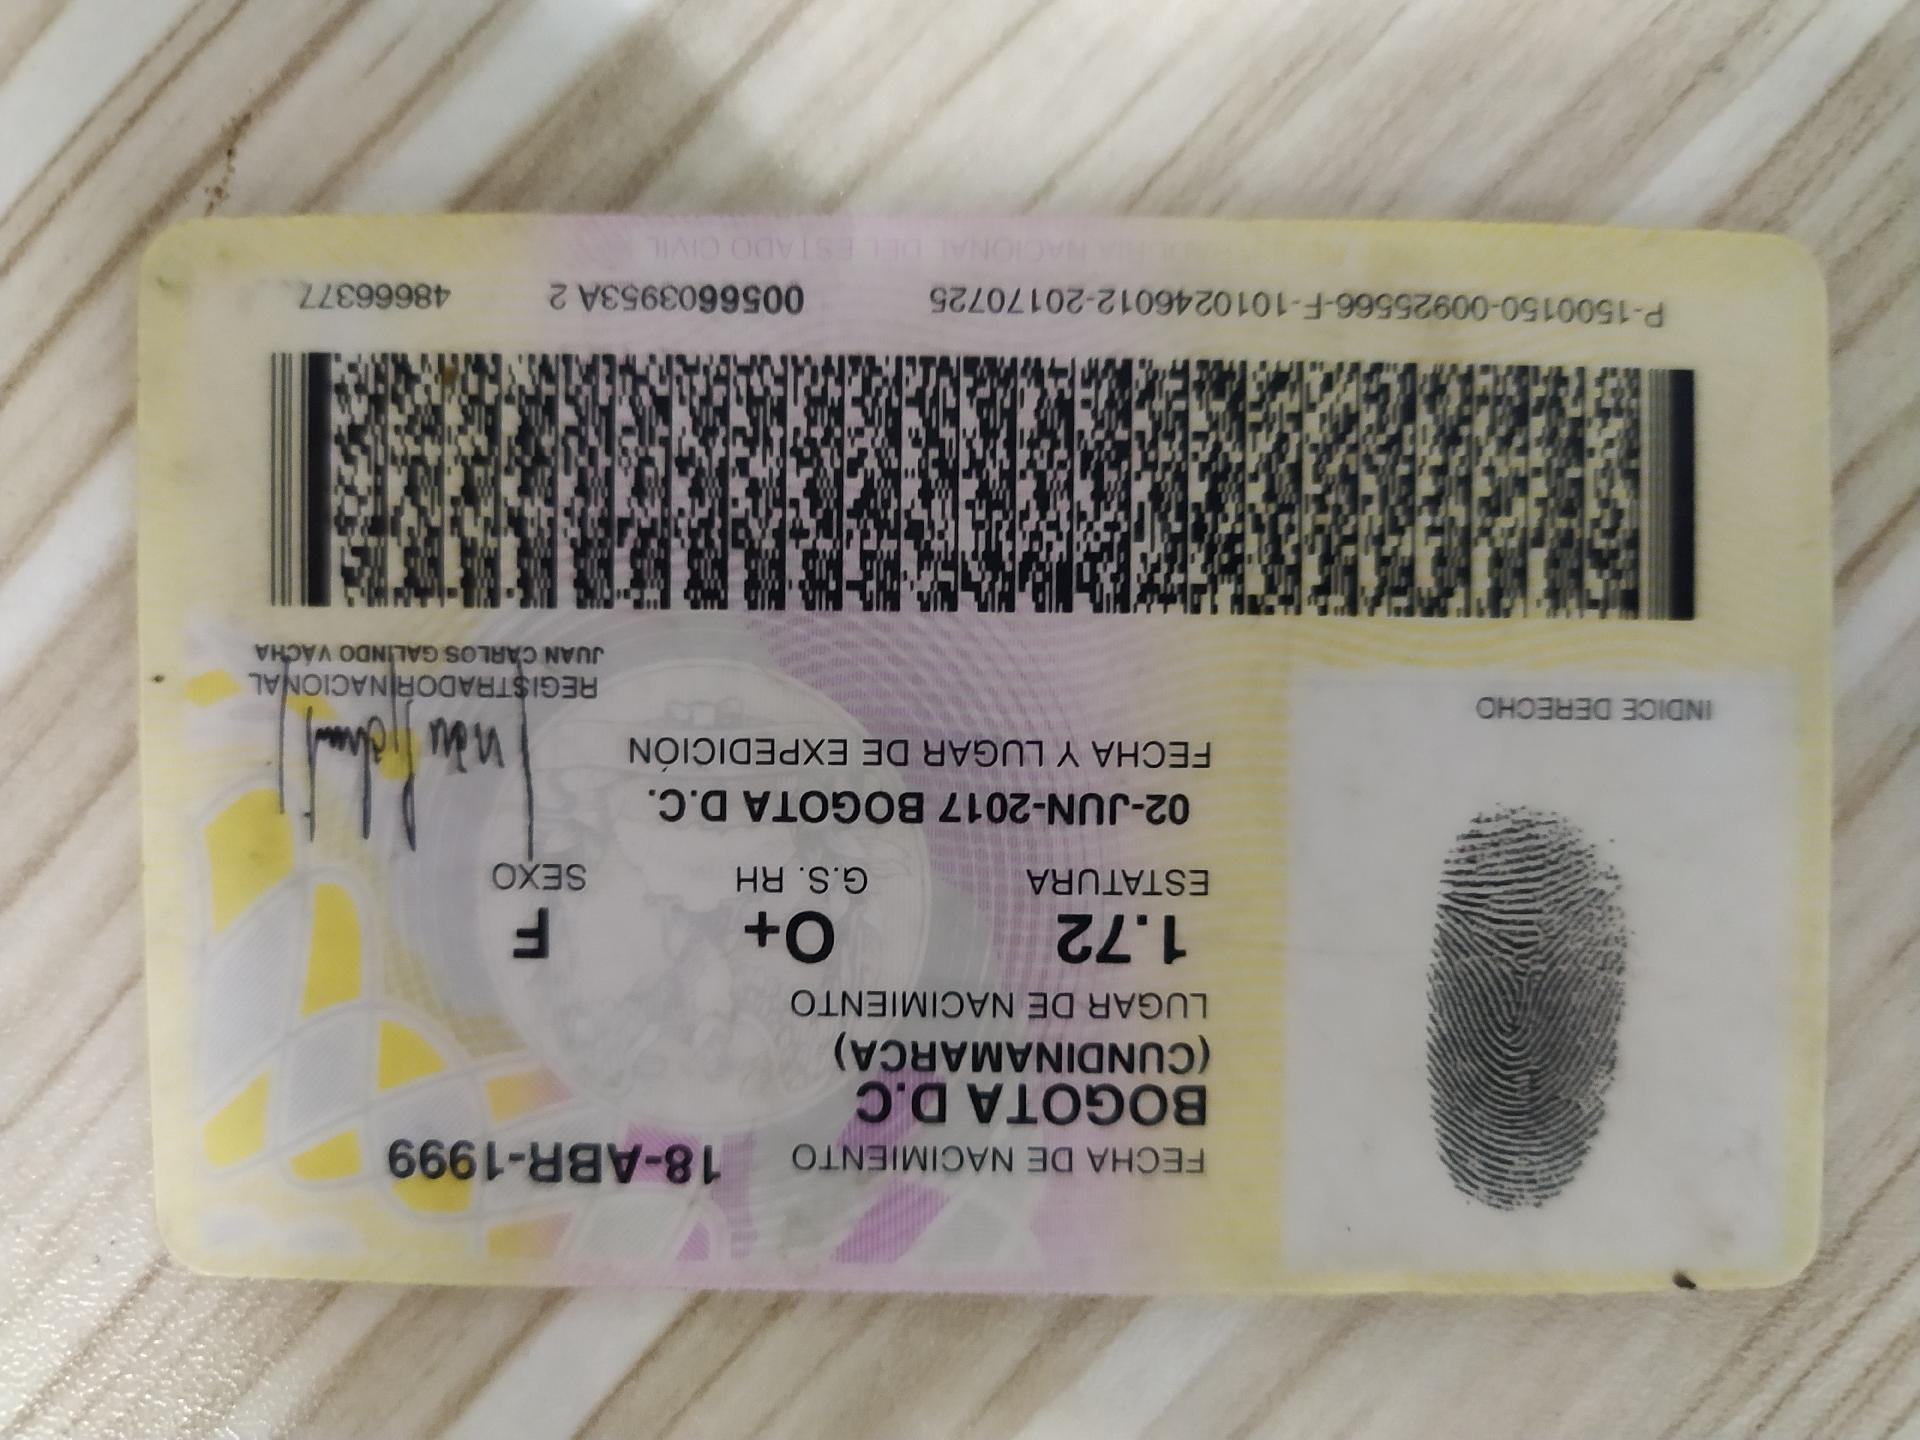 FECHA DE NACIMIENTO 18-ABR-1999
BOGOTA D.C
(CUNDINAMARCA)
LUGAR DE NACIMIENTO
1.72 O+ F
ESTATURA G.S. RH SEXO
02-JUN-2017 BOGOTA D.C.
FECHA Y LUGAR DE EXPEDICIÓN
INDICE DERECHO
REGISTRADOR NACIONAL
JUAN CARLOS GALINDO VACHA
P-1500150-00925566-F-1010246012-20170725 0056603953A 2 48666377
NACIONAL DEL ESTADO CIVIL